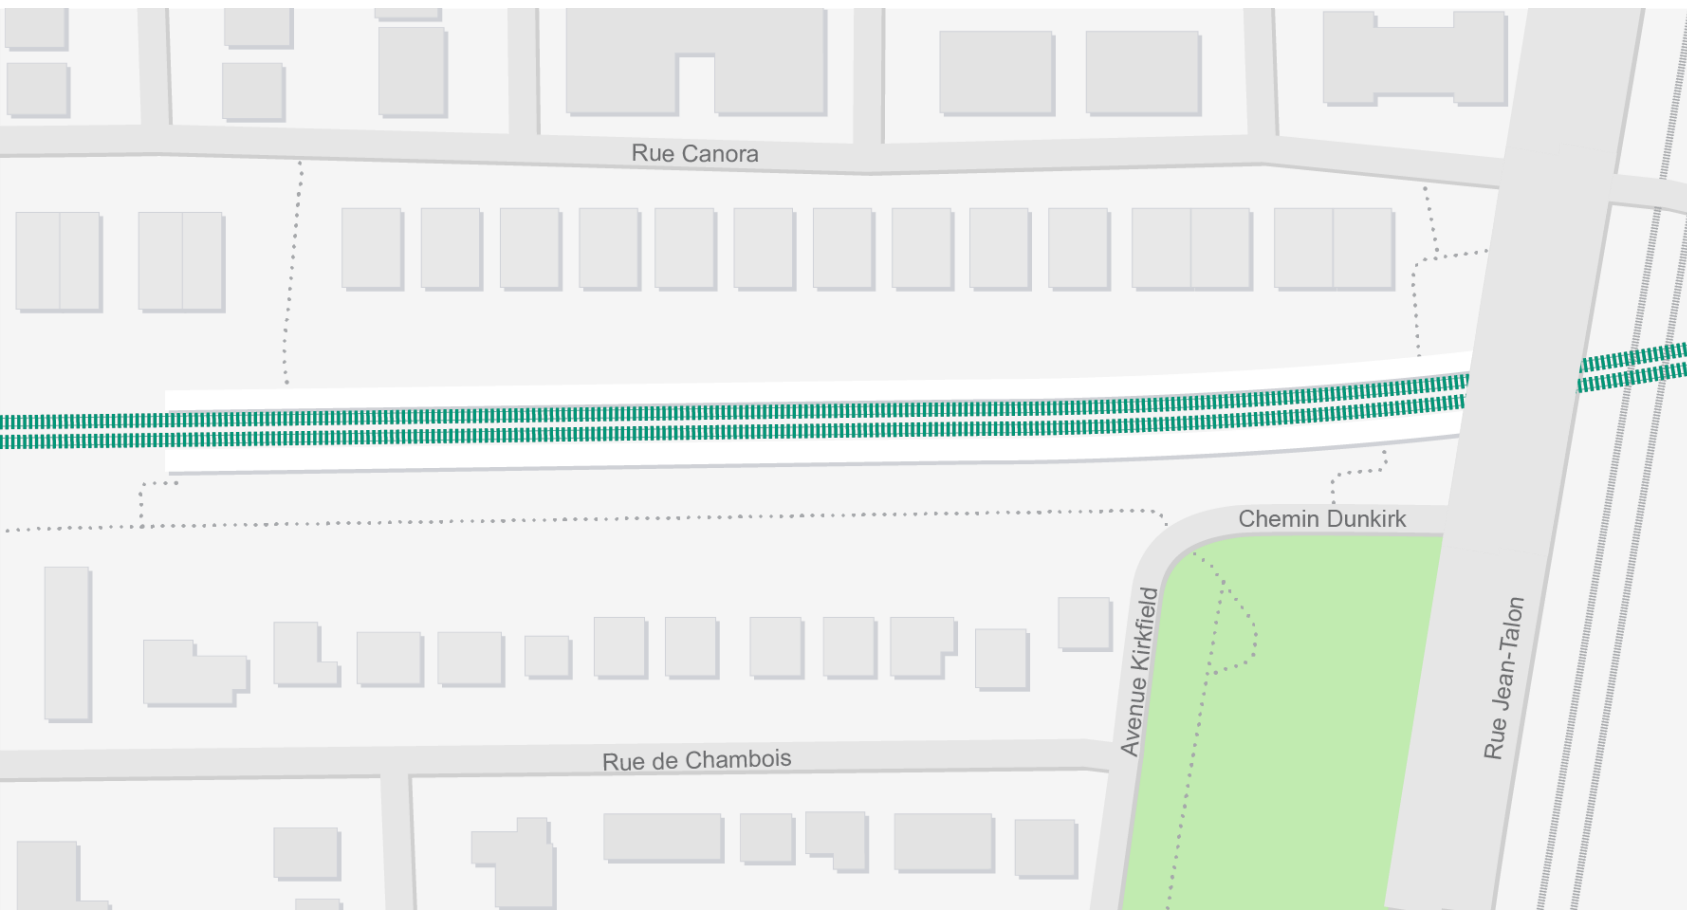 Rue Canora
Chemin Dunkirk
Avenue Kirkfield
Rue Jean-Talon
Rue de Chambois